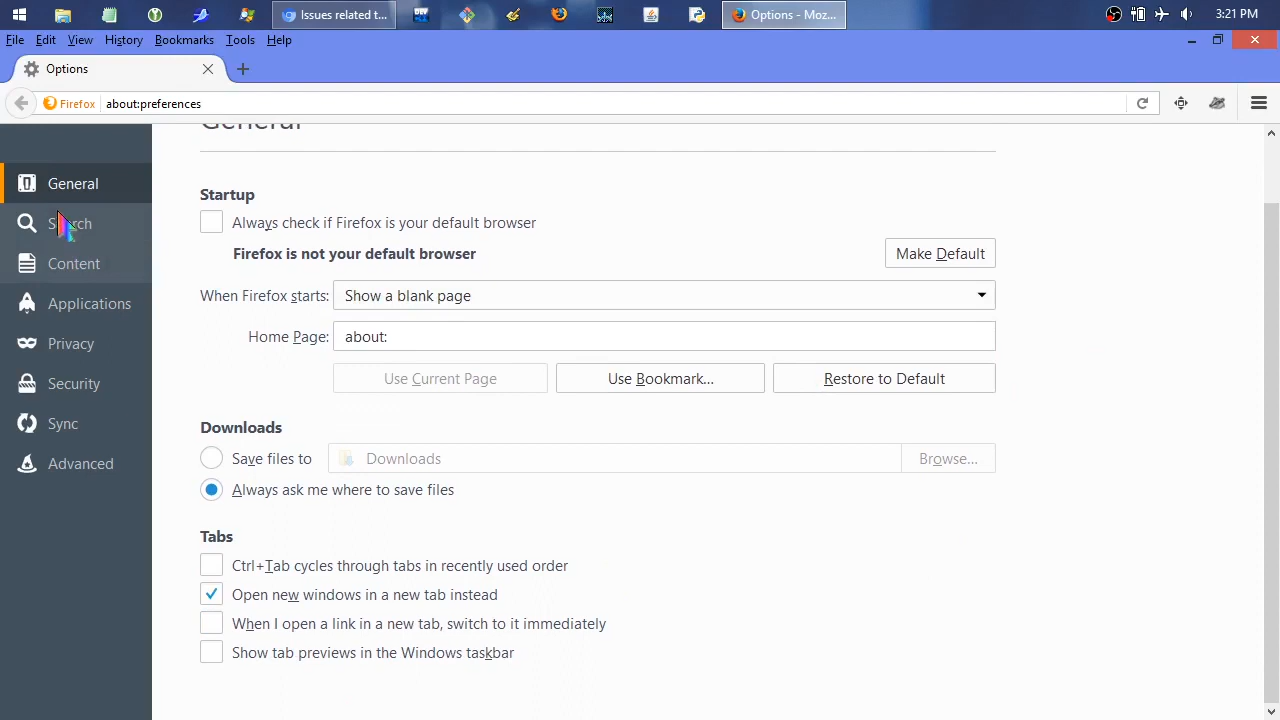 Issues related t...
Options - Moz...
3:21 PM
File Edit View History Bookmarks Tools Help
Options
Firefox about:preferences
General
General
Search
Content
Applications
Privacy
Security
Sync
Advanced
Startup
Always check if Firefox is your default browser
Firefox is not your default browser
Make Default
When Firefox starts: Show a blank page
Home Page: about:
Use Current Page Use Bookmark... Restore to Default
Downloads
Save files to Downloads Browse...
Always ask me where to save files
Tabs
Ctrl+Tab cycles through tabs in recently used order
Open new windows in a new tab instead
When I open a link in a new tab, switch to it immediately
Show tab previews in the Windows taskbar